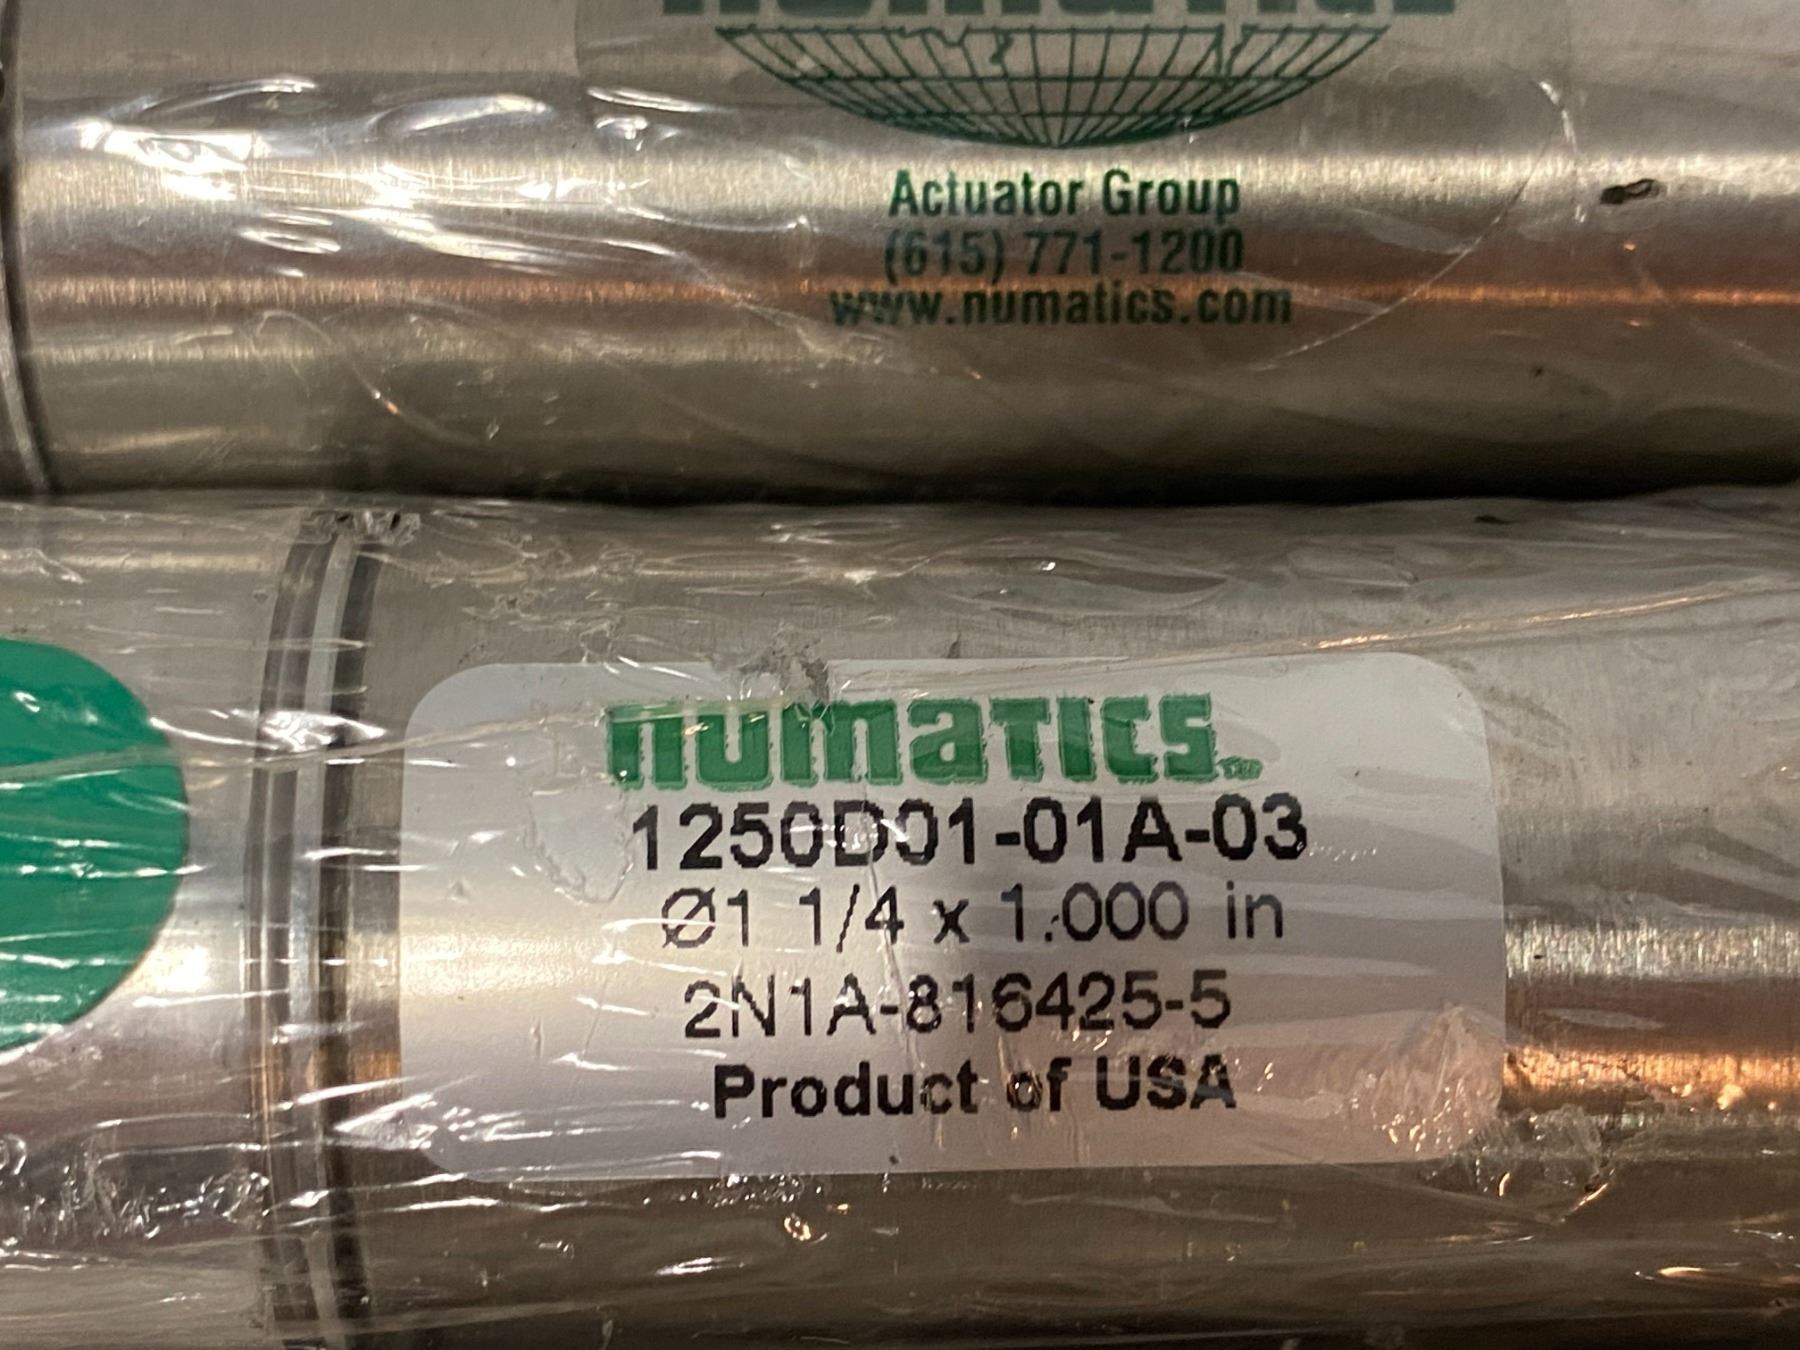 numatics
Actuator Group
(615) 771-1200
www.numatics.com
numatics™
1250D01-01A-03
Ø1 1/4 x 1.000 in
2N1A-816425-5
Product of USA